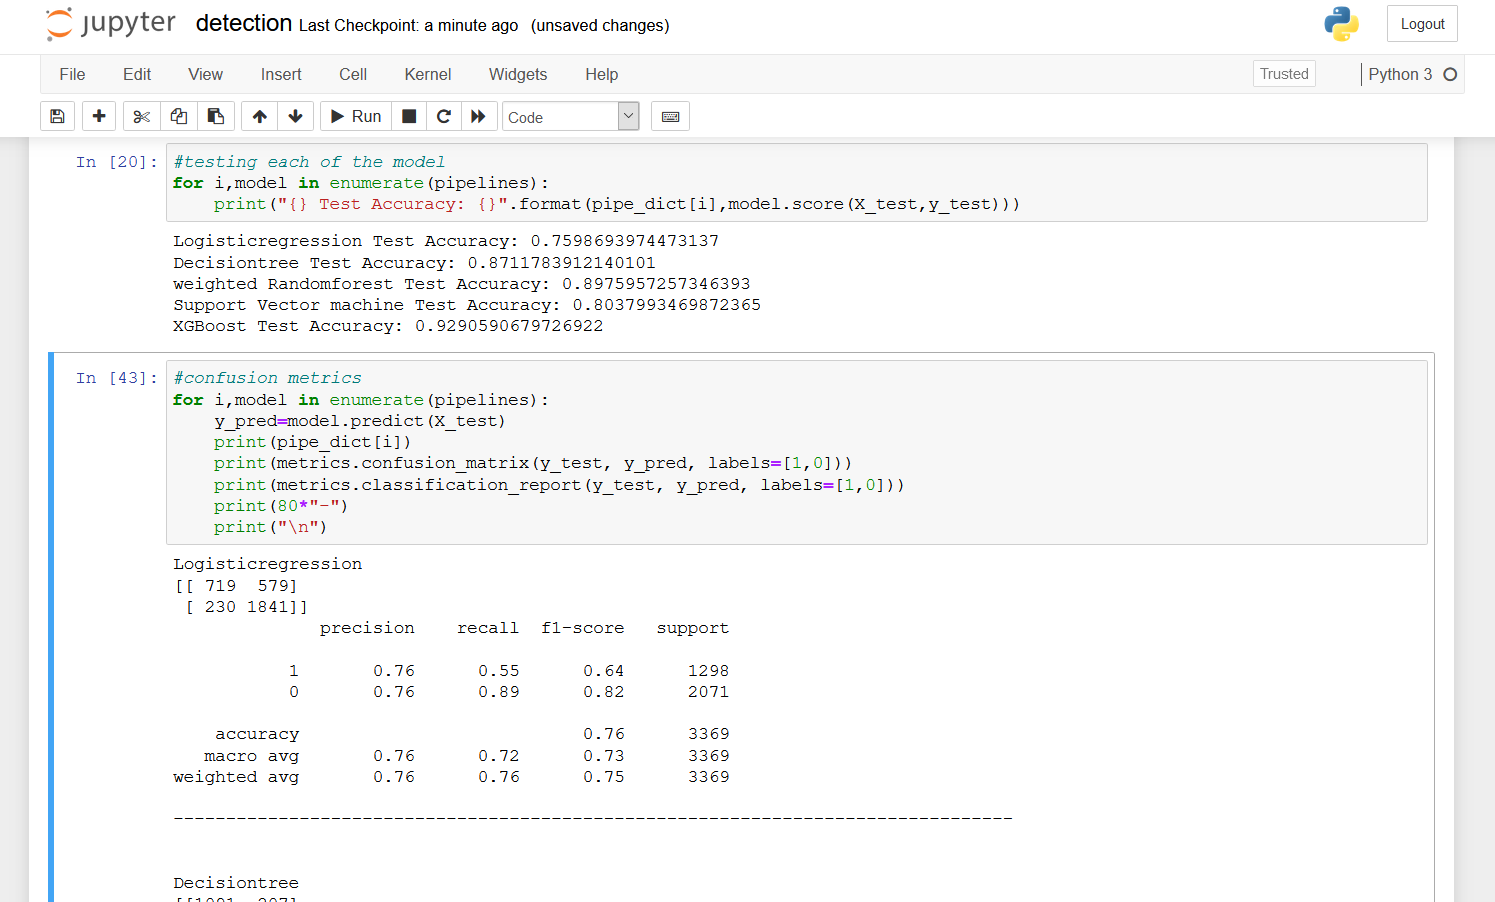 jupyter detection Last Checkpoint: a minute ago (unsaved changes) Logout
File Edit View Insert Cell Kernel Widgets Help Trusted Python 3
Run Code
In [20]: #testing each of the model
for i,model in enumerate(pipelines):
    print("{} Test Accuracy: {}".format(pipe_dict[i],model.score(X_test,y_test)))
Logisticregression Test Accuracy: 0.7598693974473137
Decisiontree Test Accuracy: 0.8711783912140101
weighted Randomforest Test Accuracy: 0.8975957257346393
Support Vector machine Test Accuracy: 0.8037993469872365
XGBoost Test Accuracy: 0.9290590679726922
In [43]: #confusion metrics
for i,model in enumerate(pipelines):
    y_pred=model.predict(X_test)
    print(pipe_dict[i])
    print(metrics.confusion_matrix(y_test, y_pred, labels=[1,0]))
    print(metrics.classification_report(y_test, y_pred, labels=[1,0]))
    print(80*"-")
    print("\n")
Logisticregression
[[ 719  579]
 [ 230 1841]]
              precision    recall  f1-score   support
           1       0.76      0.55      0.64      1298
           0       0.76      0.89      0.82      2071
    accuracy                           0.76      3369
   macro avg       0.76      0.72      0.73      3369
weighted avg       0.76      0.76      0.75      3369
--------------------------------------------------------------------------------
Decisiontree